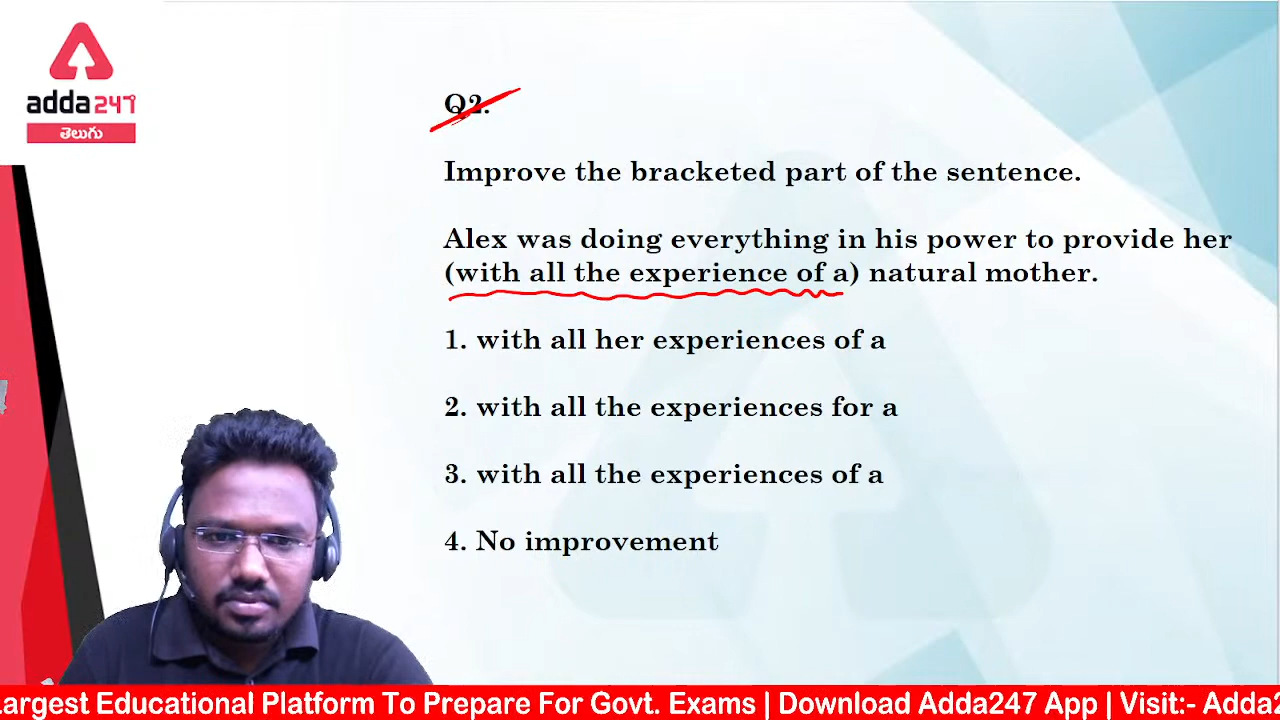 adda247
తెలుగు
Q2.
Improve the bracketed part of the sentence.
Alex was doing everything in his power to provide her
(with all the experience of a) natural mother.
1. with all her experiences of a
2. with all the experiences for a
3. with all the experiences of a
4. No improvement
Largest Educational Platform To Prepare For Govt. Exams | Download Adda247 App | Visit:- Adda2